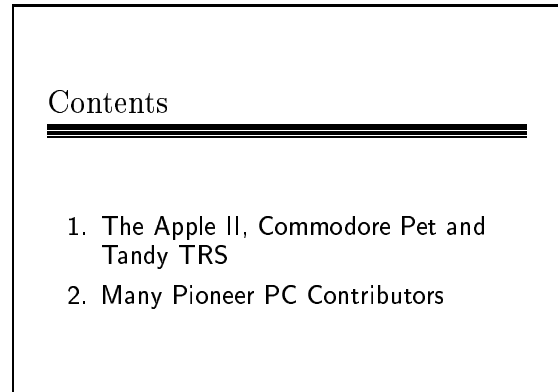 Contents
1. The Apple II, Commodore Pet and
Tandy TRS
2. Many Pioneer PC Contributors